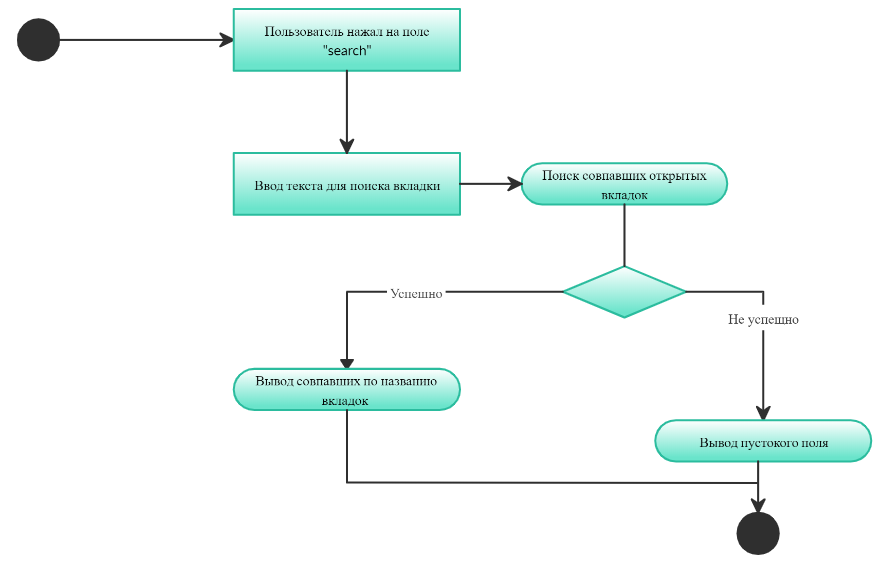 Пользователь нажал на поле
"search"
Ввод текста для поиска вкладки
Поиск совпавших открытых
вкладок
Успешно
Не успешно
Вывод совпавших по названию
вкладок
Вывод пустокого поля